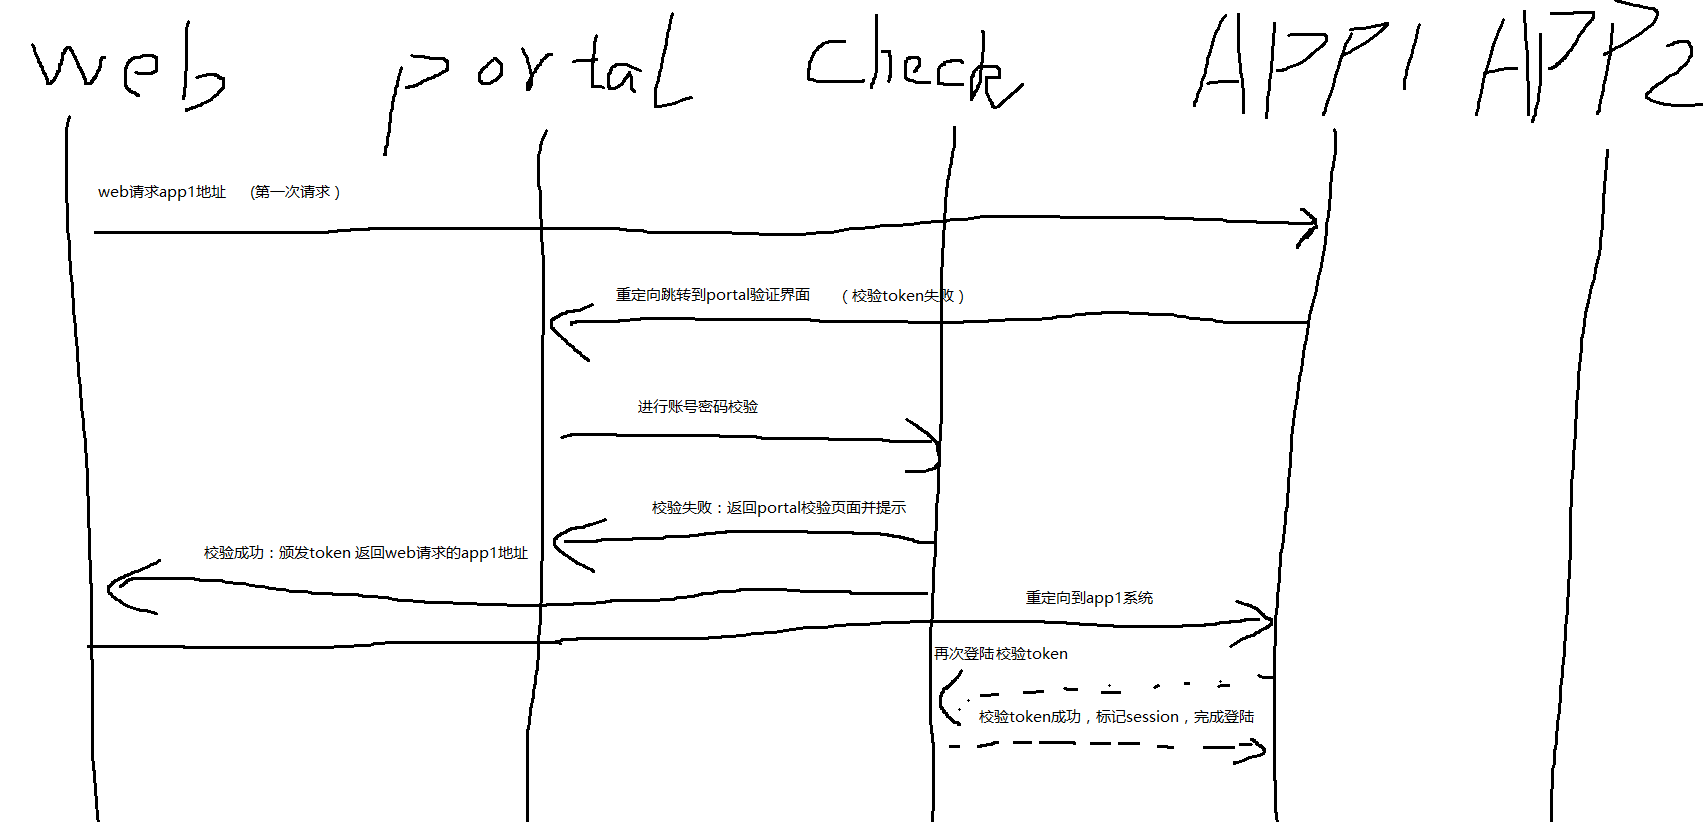 web portal check APP1 APP2
web请求app1地址 (第一次请求)
重定向跳转到portal验证界面 (校验token失败)
进行账号密码校验
校验失败：返回portal校验页面并提示
校验成功：颁发token 返回web请求的app1地址
重定向到app1系统
再次登陆校验token
校验token成功，标记session，完成登陆